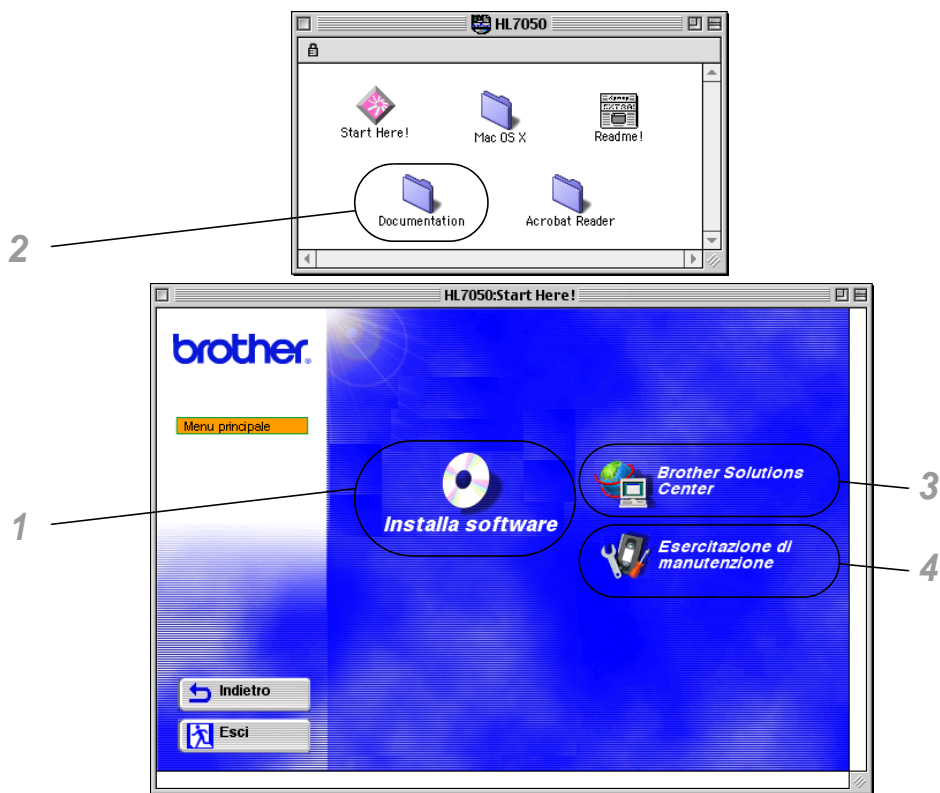 HL7050
Start Here!
Mac OS X
Readme!
Documentation
Acrobat Reader
2
HL7050:Start Here!
brother.
Menu principale
Installa software
1
Brother Solutions
Center
3
Esercitazione di
manutenzione
4
Indietro
Esci